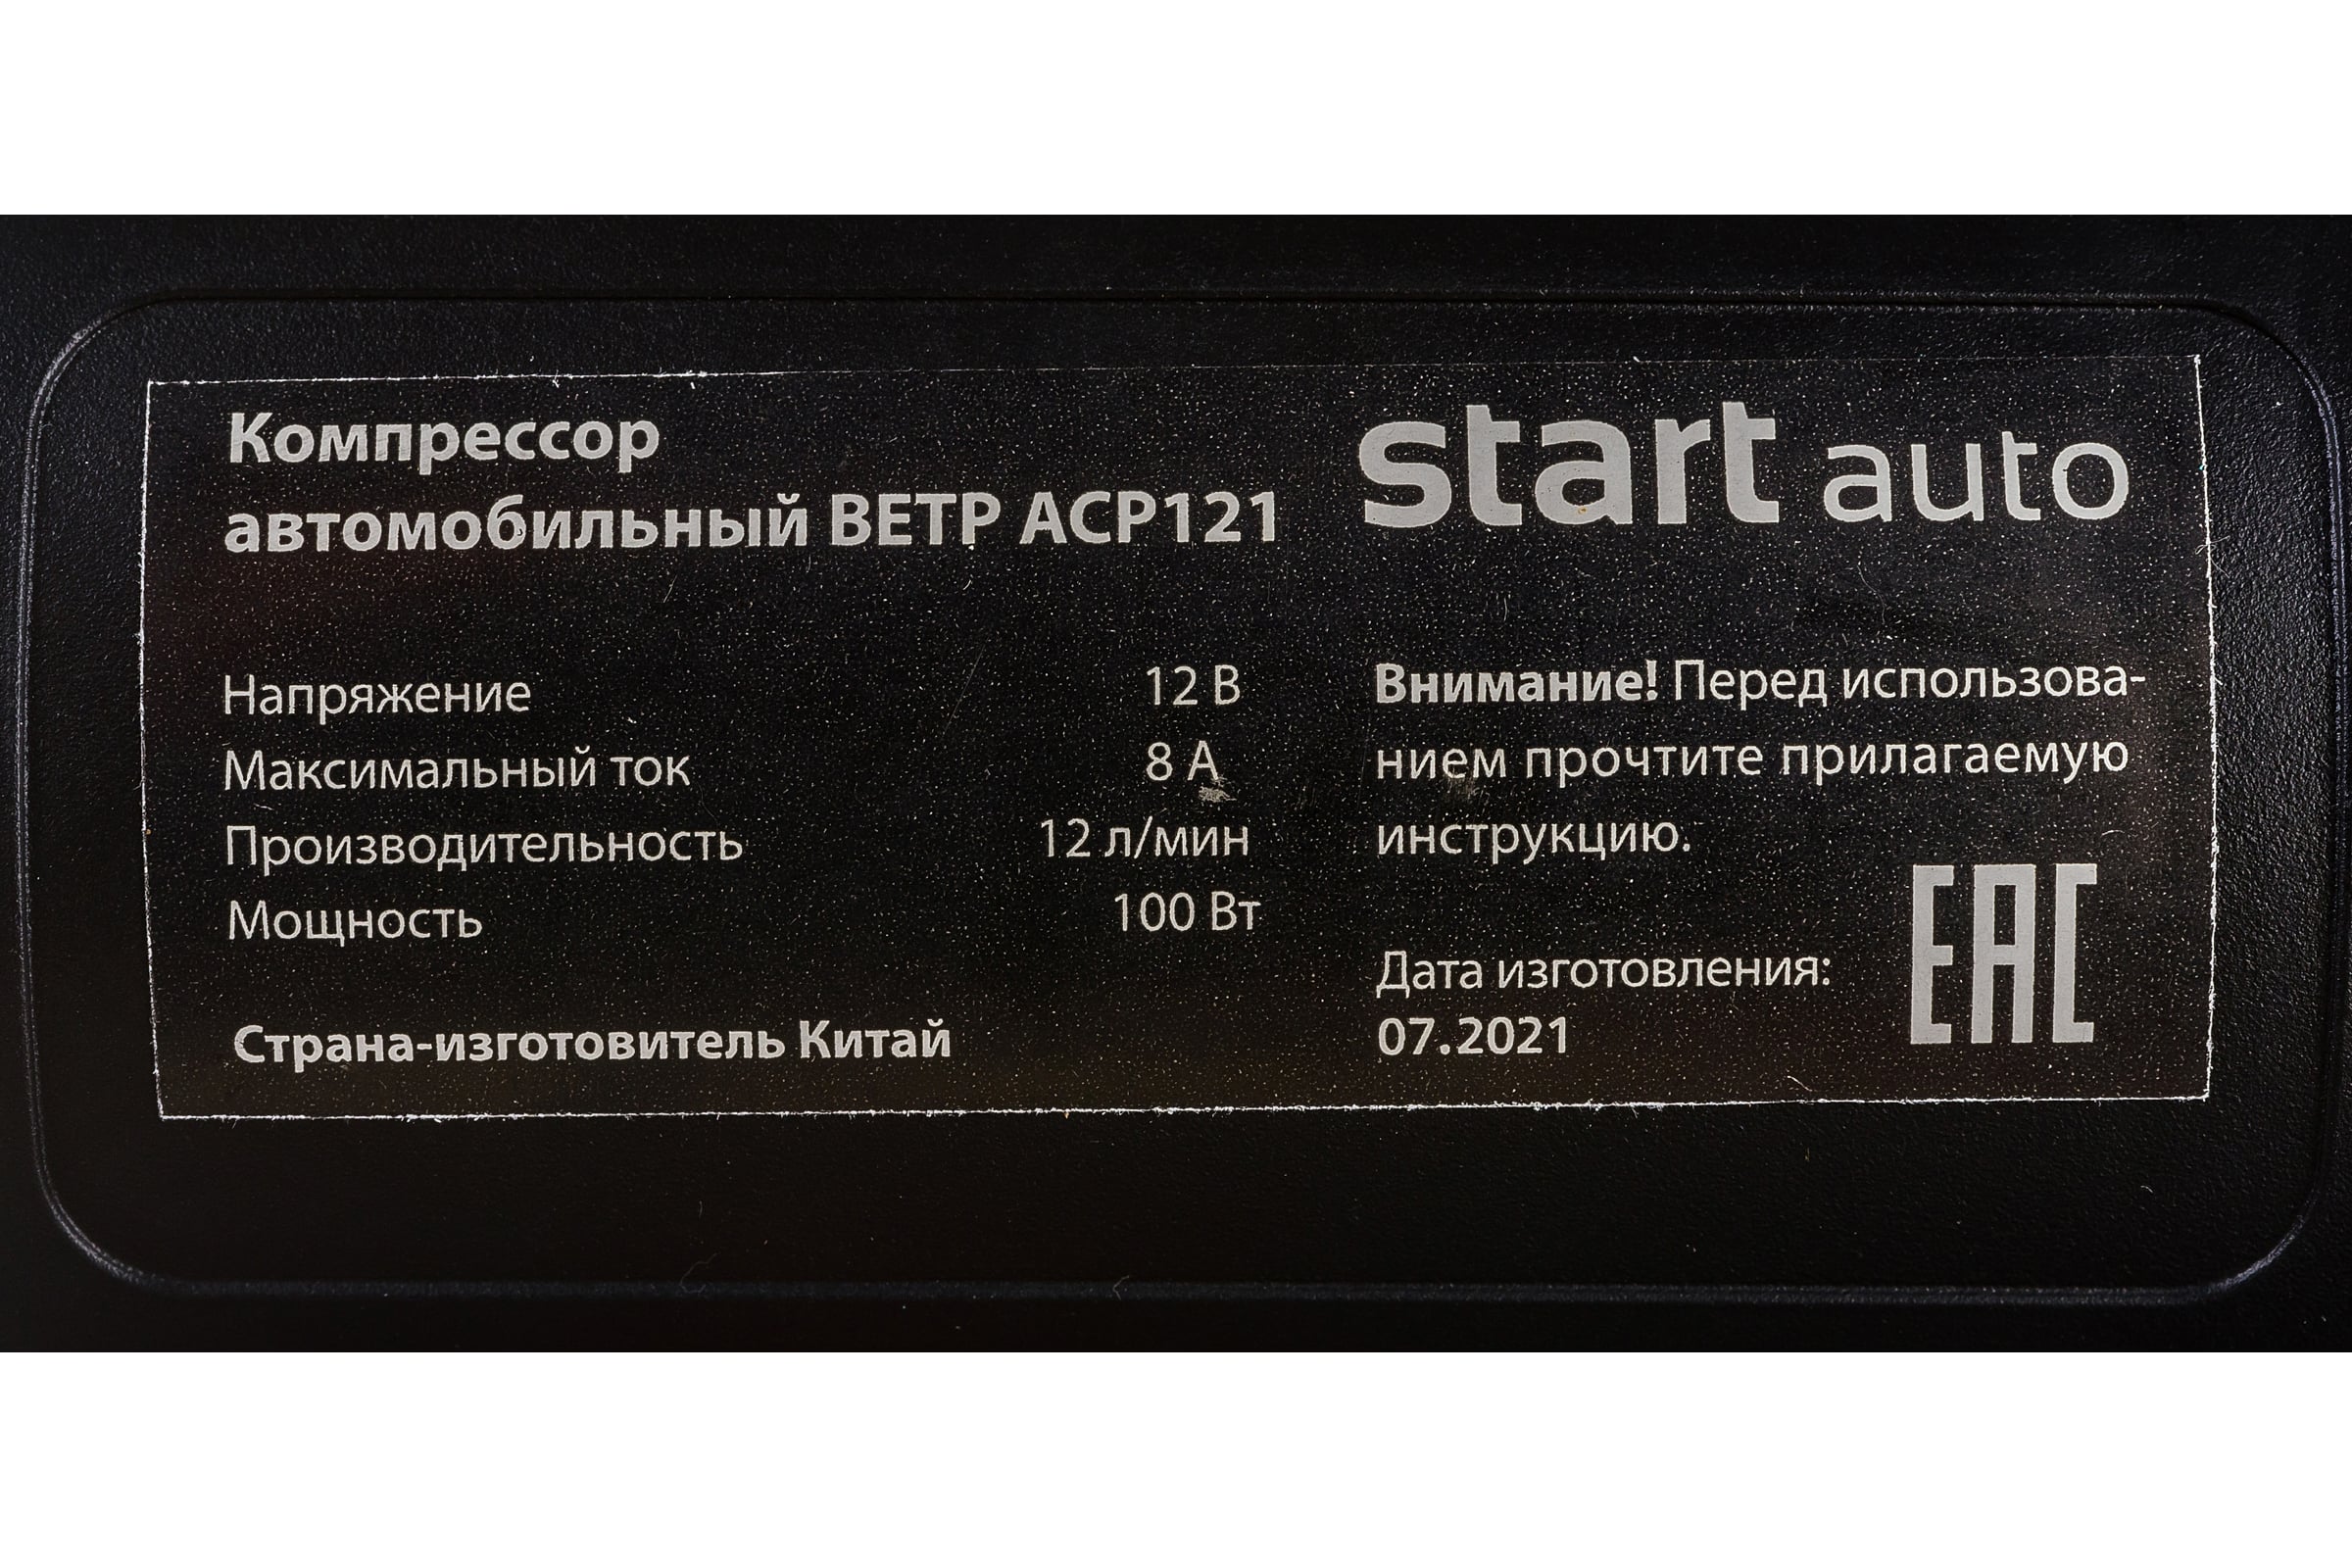 Компрессор
автомобильный ВЕТР ACP121
start auto
Напряжение 12 В
Максимальный ток 8 А
Производительность 12 л/мин
Мощность 100 Вт
Страна-изготовитель Китай
Внимание! Перед использова-
нием прочтите прилагаемую
инструкцию.
Дата изготовления:
07.2021
EAC